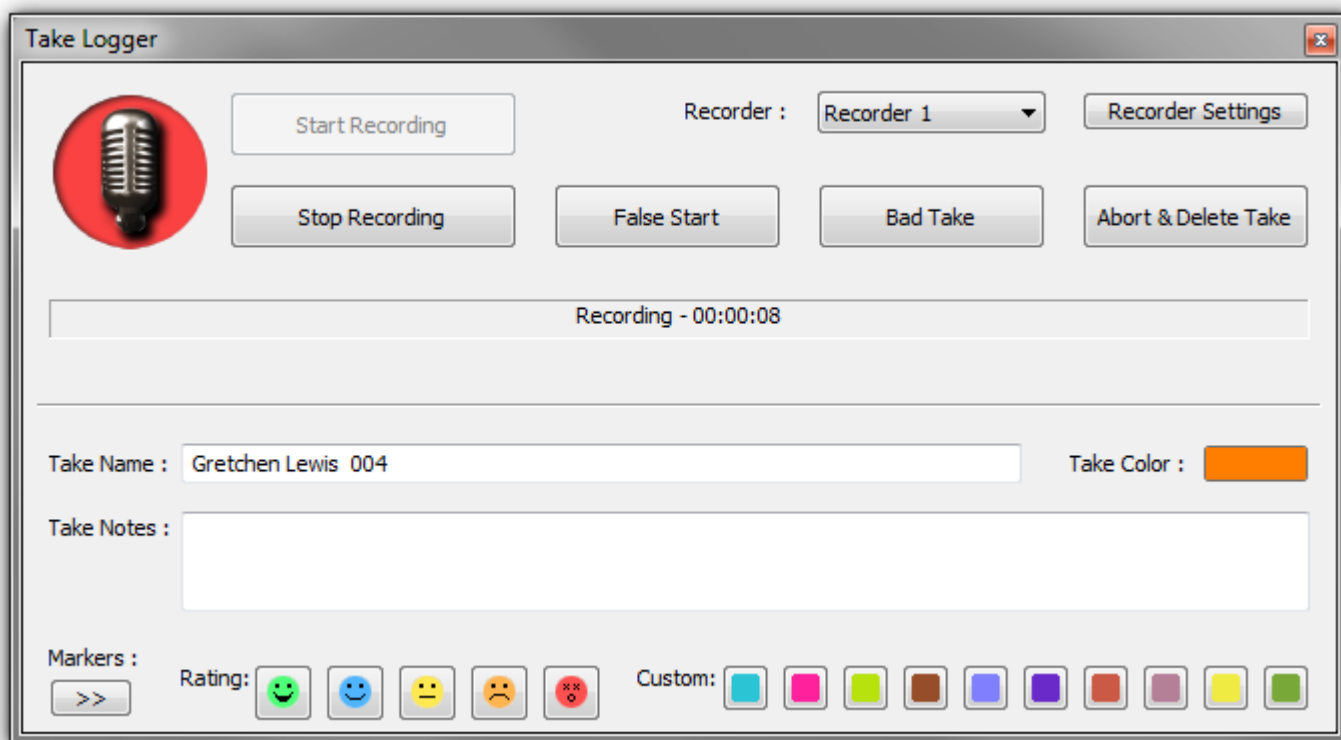 Take Logger
Start Recording
Recorder :
Recorder 1
Recorder Settings
Stop Recording
False Start
Bad Take
Abort & Delete Take
Recording - 00:00:08
Take Name :
Gretchen Lewis  004
Take Color :
Take Notes :
Markers :
>>
Rating:
Custom: